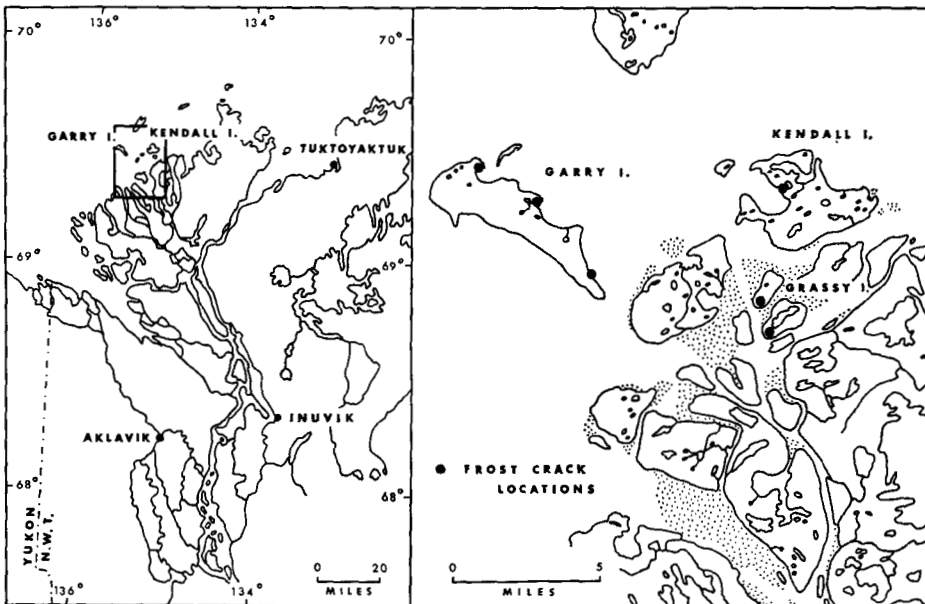 136°
134°
70°
70°
GARRY I.
KENDALL I.
TUKTOYAKTUK
69°
69°
AKLAVIK
INUVIK
68°
68°
YUKON
N.W.T.
0 20
MILES
136°
134°
KENDALL I.
GARRY I.
GRASSY I.
FROST CRACK
LOCATIONS
0 5
MILES